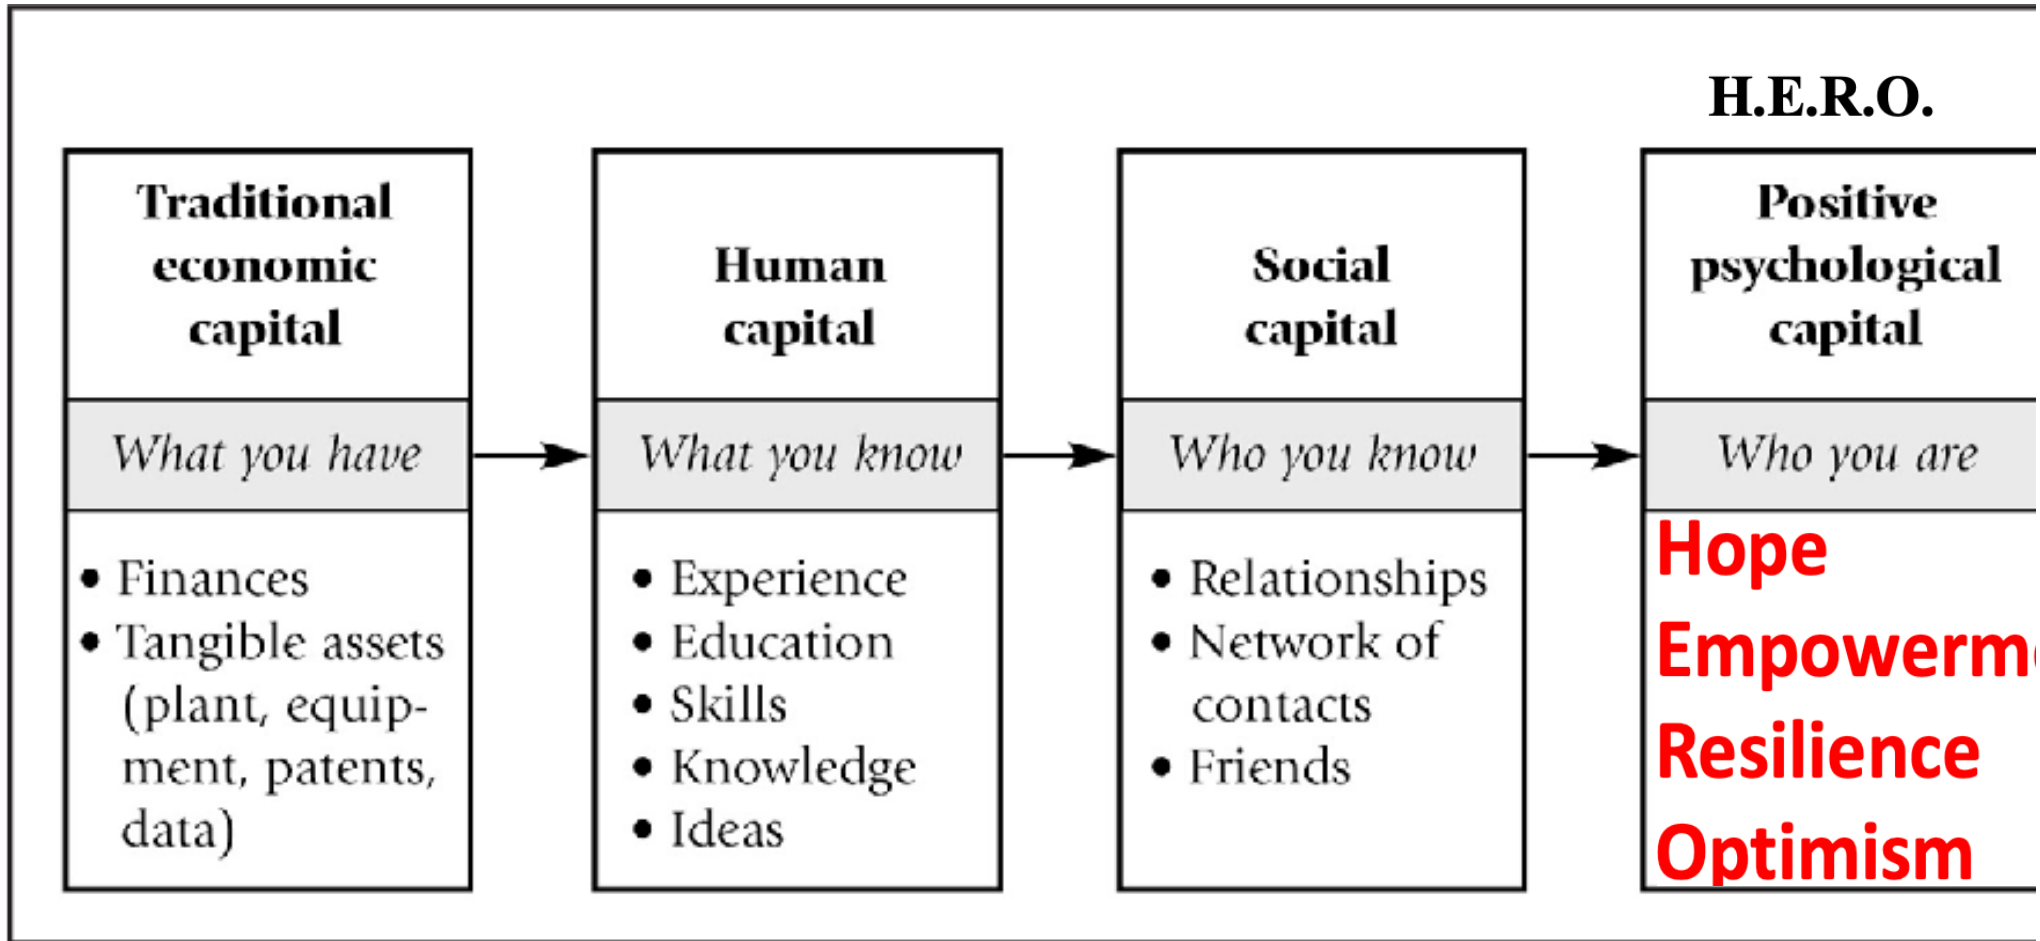 H.E.R.O.
Traditional
economic
capital
What you have
• Finances
• Tangible assets
(plant, equip-
ment, patents,
data)
Human
capital
What you know
• Experience
• Education
• Skills
• Knowledge
• Ideas
Social
capital
Who you know
• Relationships
• Network of
contacts
• Friends
Positive
psychological
capital
Who you are
Hope
Resilience
Optimism